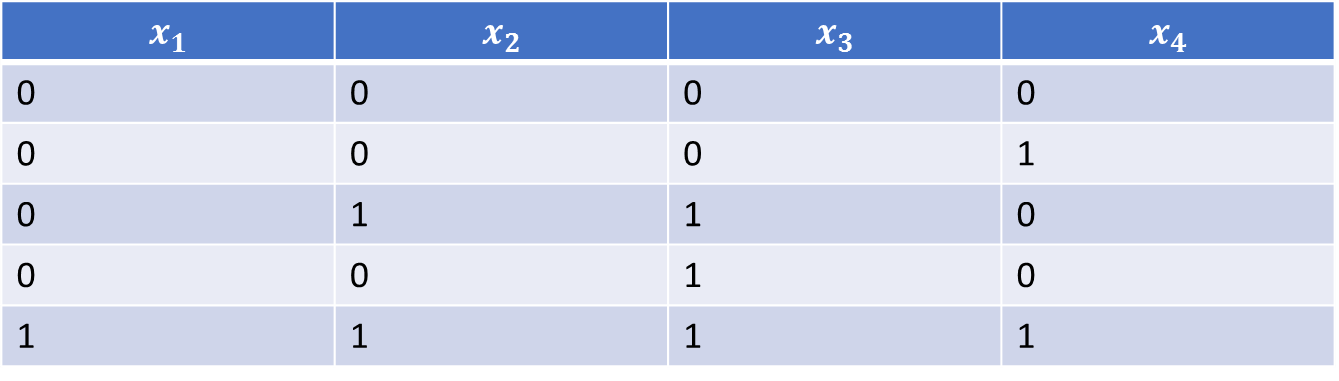 x₁ x₂ x₃ x₄
0 0 0 0
0 0 0 1
0 1 1 0
0 0 1 0
1 1 1 1